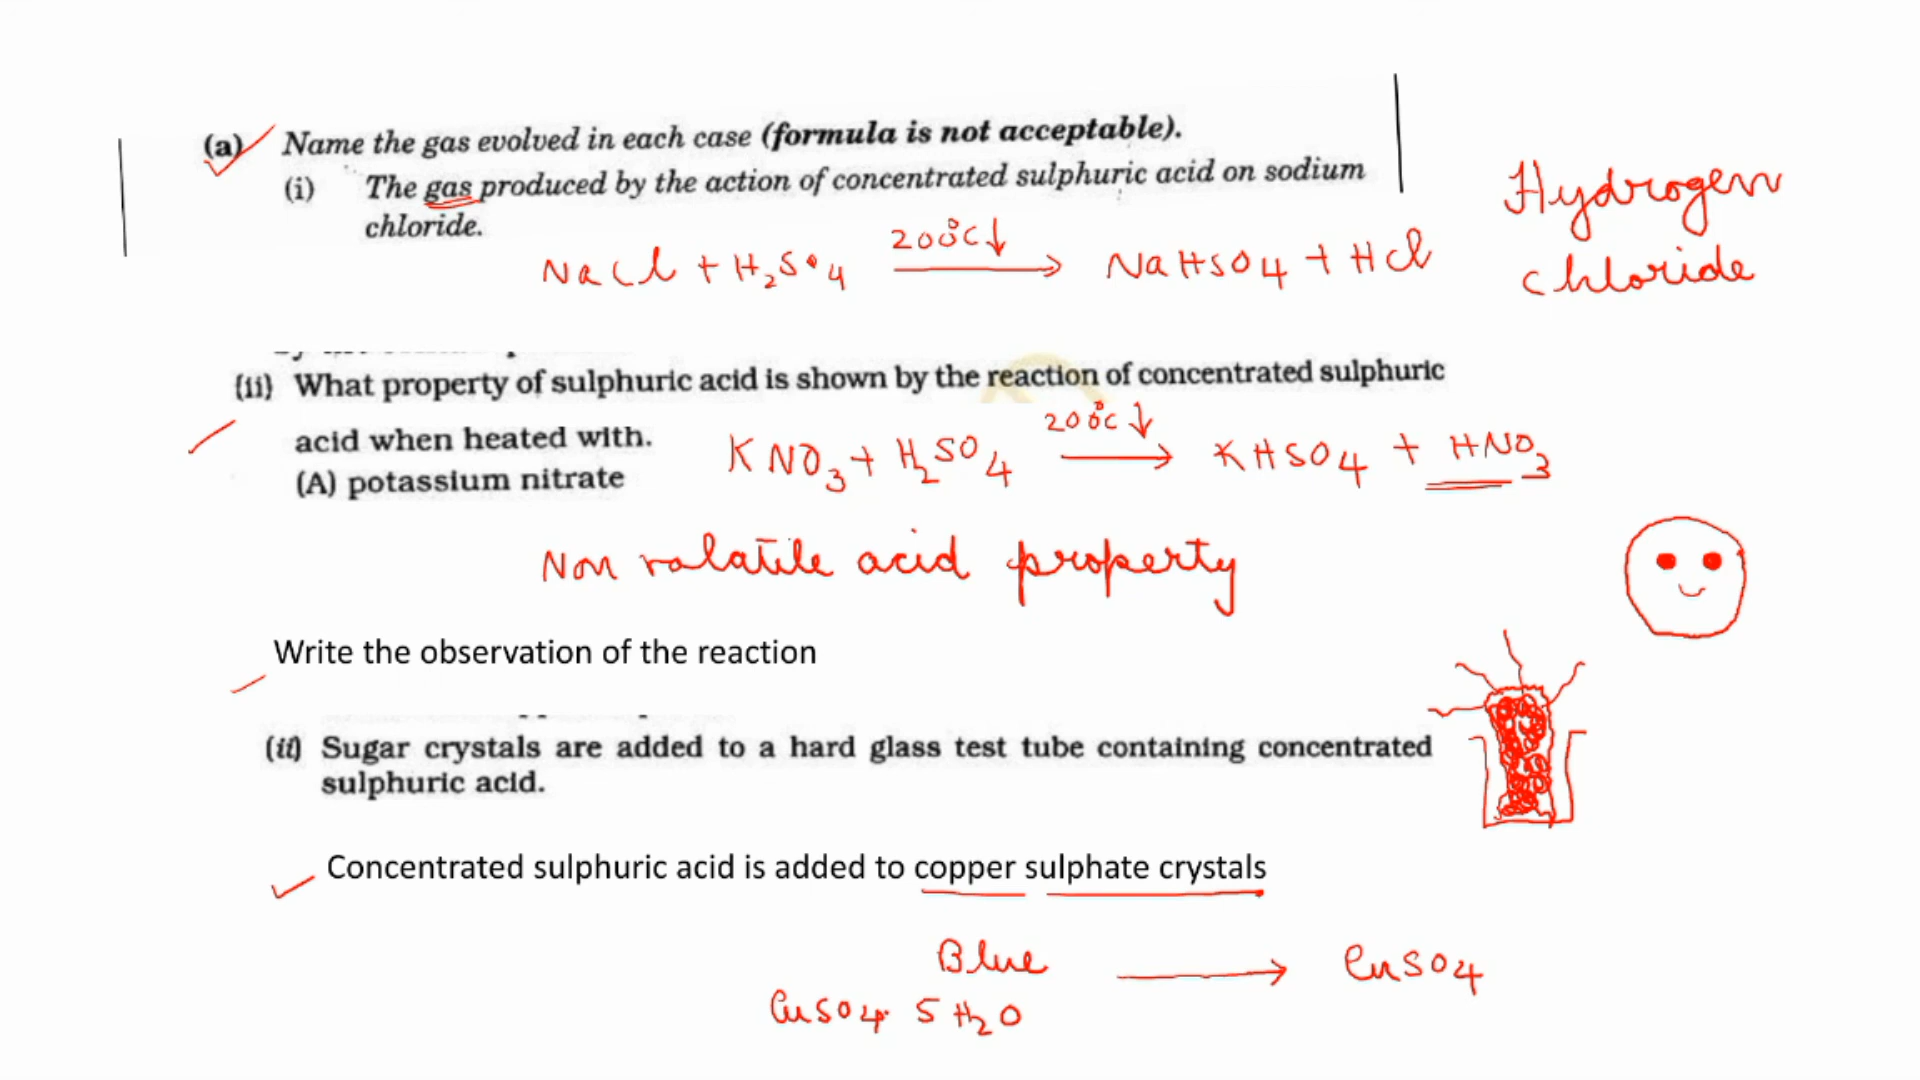 (a) Name the gas evolved in each case (formula is not acceptable).
(i) The gas produced by the action of concentrated sulphuric acid on sodium
chloride.
Hydrogen
chloride
NaCl + H₂SO4 200°C↓ → NaHSO4 + HCl
(ii) What property of sulphuric acid is shown by the reaction of concentrated sulphuric
acid when heated with.
(A) potassium nitrate
KNO3 + H₂SO4 200°C↓ → KHSO4 + HNO3
Non volatile acid property
Write the observation of the reaction
(ii) Sugar crystals are added to a hard glass test tube containing concentrated
sulphuric acid.
Concentrated sulphuric acid is added to copper sulphate crystals
Blue → CuSO4
CuSO4. 5H₂O